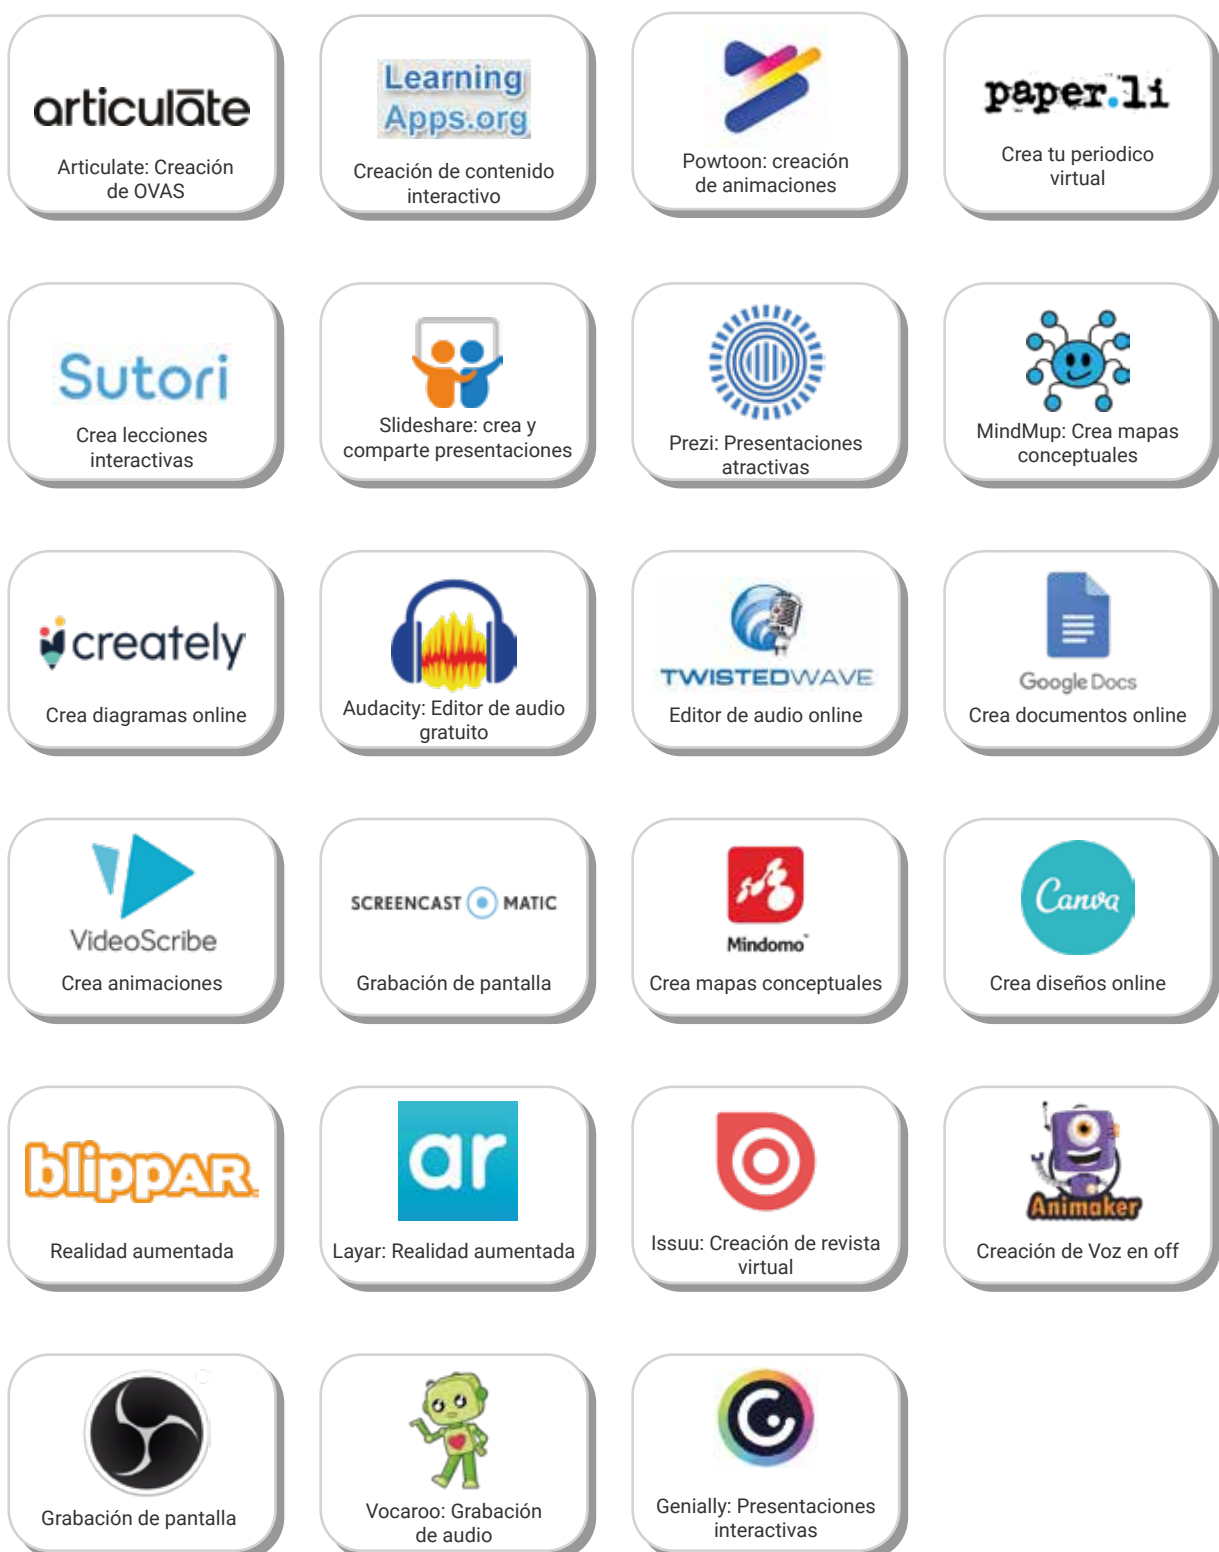 articulāte
Articulate: Creación
de OVAS
Learning
Apps.org
Creación de contenido
interactivo
Powtoon: creación
de animaciones
paper.li
Crea tu periodico
virtual
Sutori
Crea lecciones
interactivas
Slideshare: crea y
comparte presentaciones
Prezi: Presentaciones
atractivas
MindMup: Crea mapas
conceptuales
creately
Crea diagramas online
Audacity: Editor de audio
gratuito
TWISTEDWAVE
Editor de audio online
Google Docs
Crea documentos online
VideoScribe
Crea animaciones
SCREENCAST O MATIC
Grabación de pantalla
Mindomo
Crea mapas conceptuales
Canva
Crea diseños online
blippAR
Realidad aumentada
ar
Layar: Realidad aumentada
Issuu: Creación de revista
virtual
Animaker
Creación de Voz en off
Grabación de pantalla
Vocaroo: Grabación
de audio
Genially: Presentaciones
interactivas